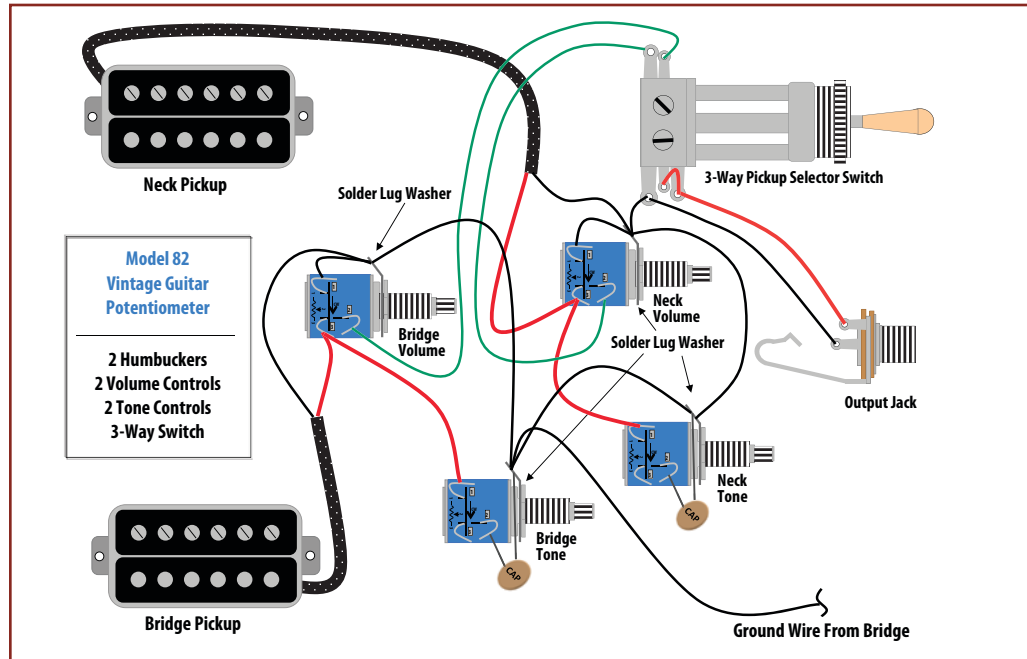 Neck Pickup
3-Way Pickup Selector Switch
Solder Lug Washer
Model 82
Vintage Guitar
Potentiometer
2 Humbuckers
2 Volume Controls
2 Tone Controls
3-Way Switch
Bridge
Volume
Neck
Volume
Solder Lug Washer
Output Jack
Neck
Tone
CAP
Bridge
Tone
CAP
Bridge Pickup
Ground Wire From Bridge